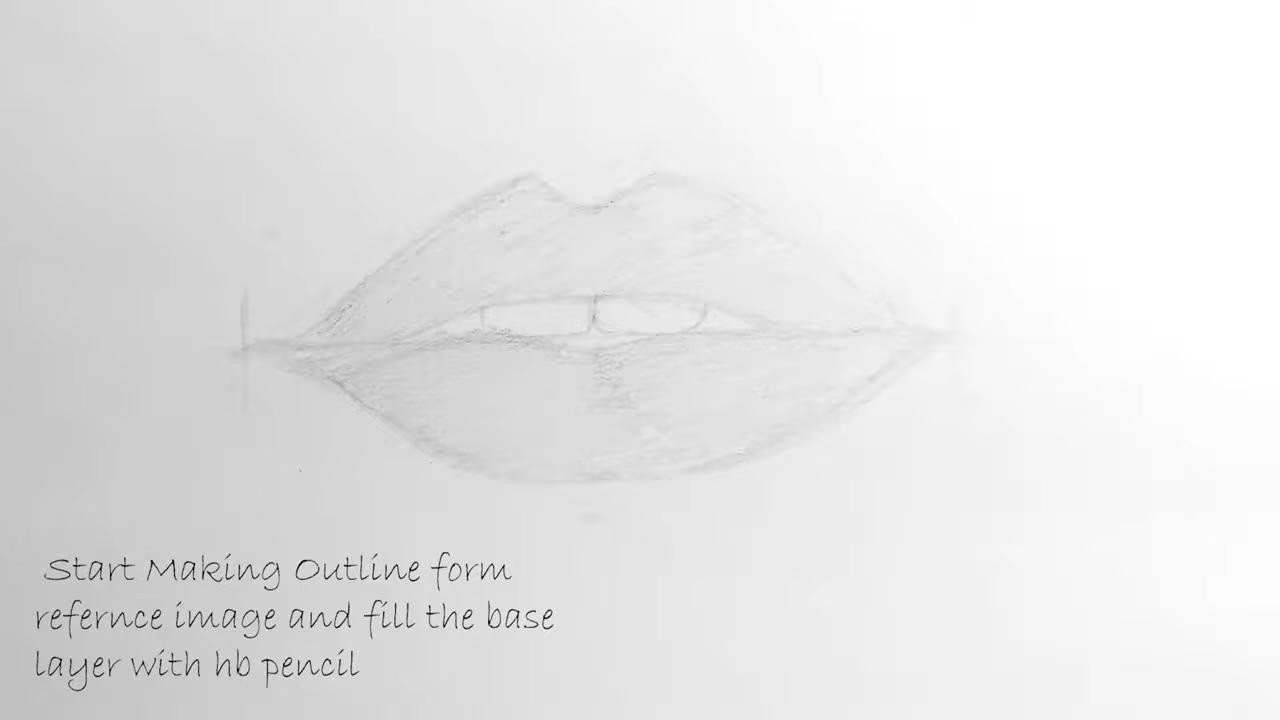 Start Making Outline form
refernce image and fill the base
layer with hb pencil